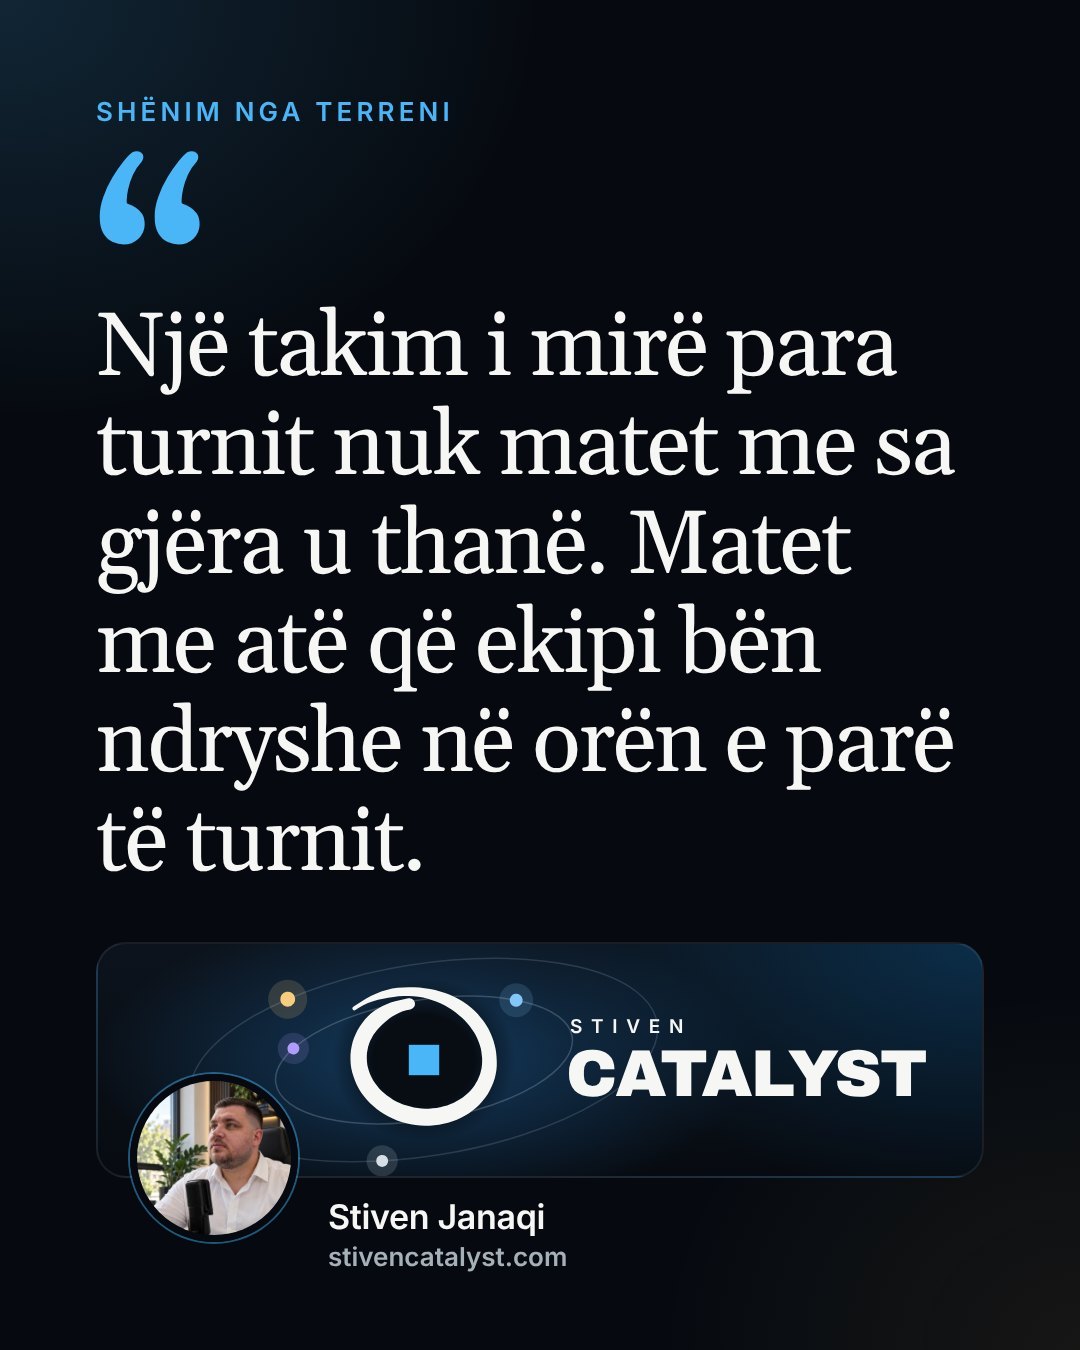 SHËNIM NGA TERRENI
“
Një takim i mirë para
turnit nuk matet me sa
gjëra u thanë. Matet
me atë që ekipi bën
ndryshe në orën e parë
të turnit.
STIVEN
CATALYST
Stiven Janaqi
stivencatalyst.com